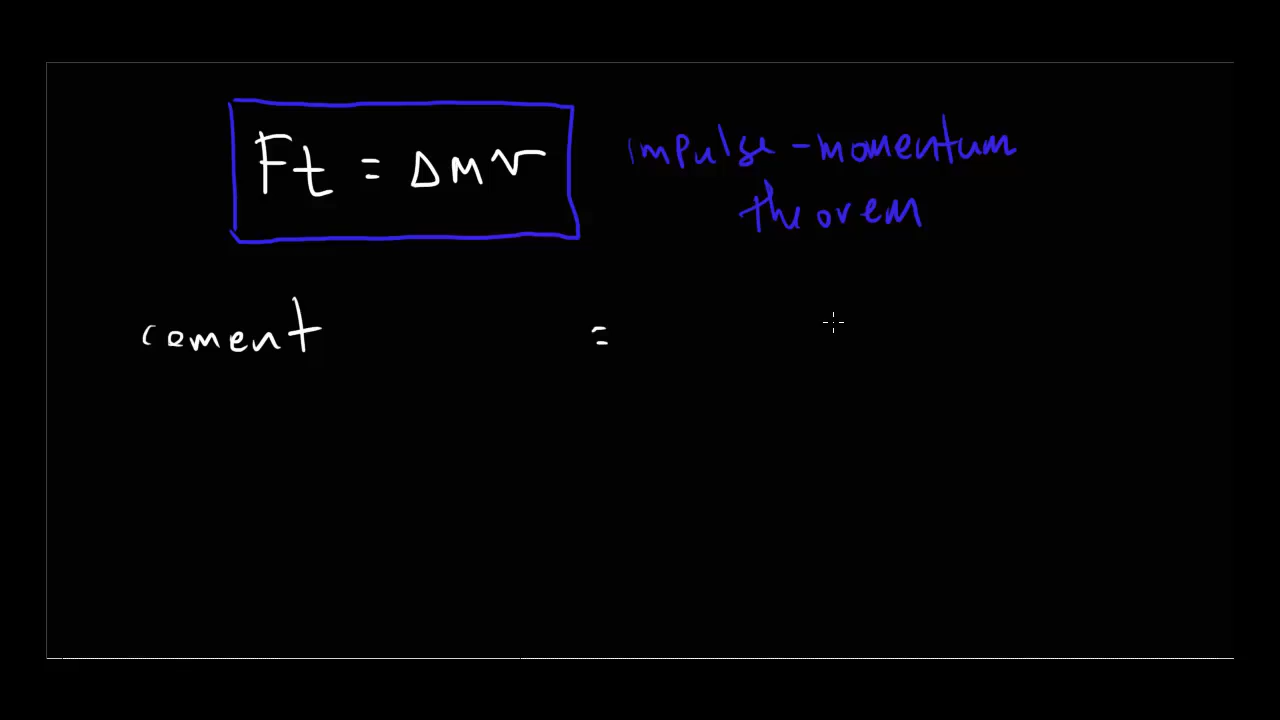 Ft = Δmv
impulse-momentum
theorem
cement =